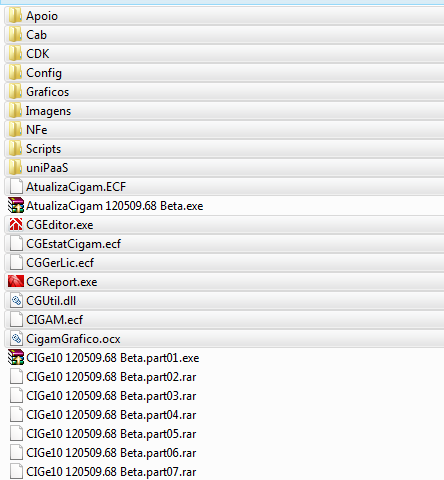 Apoio
Cab
CDK
Config
Graficos
Imagens
NFe
Scripts
uniPaaS
AtualizaCigam.ECF
AtualizaCigam 120509.68 Beta.exe
CGEditor.exe
CGEstatCigam.ecf
CGGerLic.ecf
CGReport.exe
CGUtil.dll
CIGAM.ecf
CigamGrafico.ocx
CIGe10 120509.68 Beta.part01.exe
CIGe10 120509.68 Beta.part02.rar
CIGe10 120509.68 Beta.part03.rar
CIGe10 120509.68 Beta.part04.rar
CIGe10 120509.68 Beta.part05.rar
CIGe10 120509.68 Beta.part06.rar
CIGe10 120509.68 Beta.part07.rar